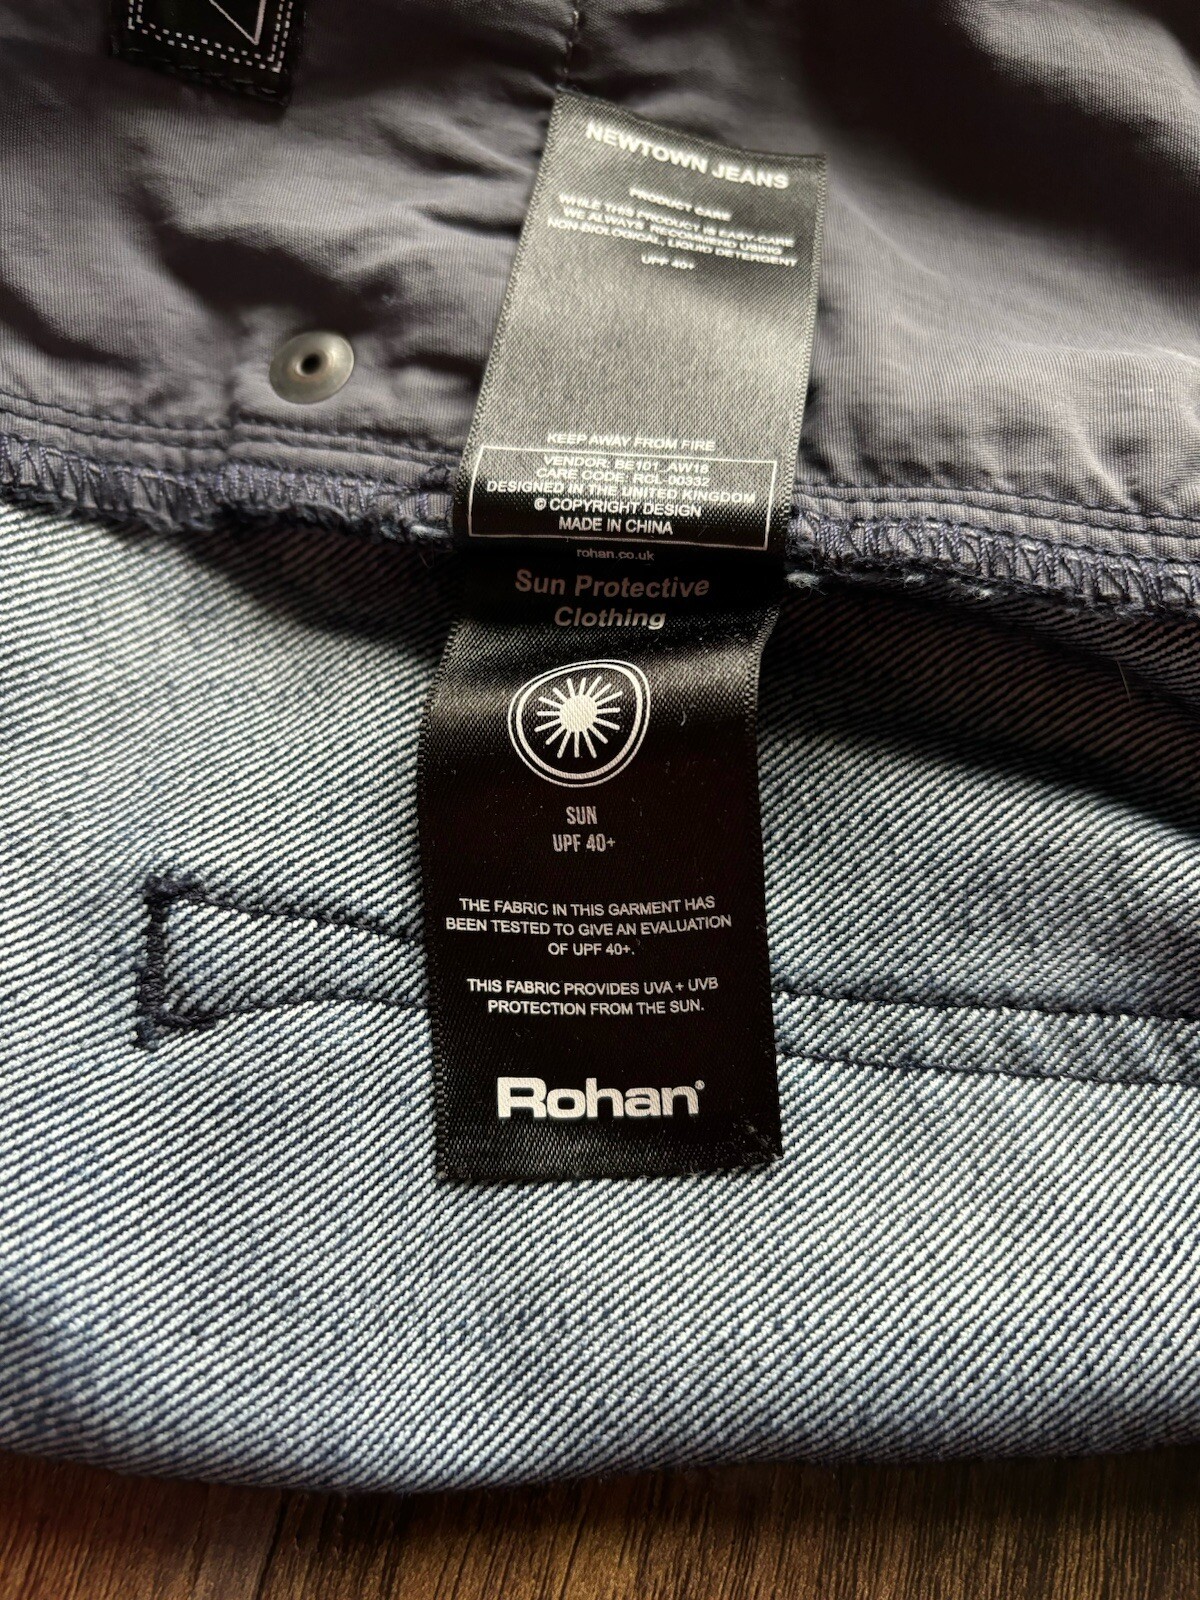 NEWTOWN JEANS
PRODUCT CARE
WHILE THIS PRODUCT IS EASY-CARE
WE ALWAYS RECOMMEND USING
NON-BIOLOGICAL, LIQUID DETERGENT
UPF 40+
KEEP AWAY FROM FIRE
VENDOR: BE101_AW16
CARE CODE: RCL 00332
DESIGNED IN THE UNITED KINGDOM
© COPYRIGHT DESIGN
MADE IN CHINA
rohan.co.uk
Sun Protective
Clothing
SUN
UPF 40+
THE FABRIC IN THIS GARMENT HAS
BEEN TESTED TO GIVE AN EVALUATION
OF UPF 40+.
THIS FABRIC PROVIDES UVA + UVB
PROTECTION FROM THE SUN.
Rohan®